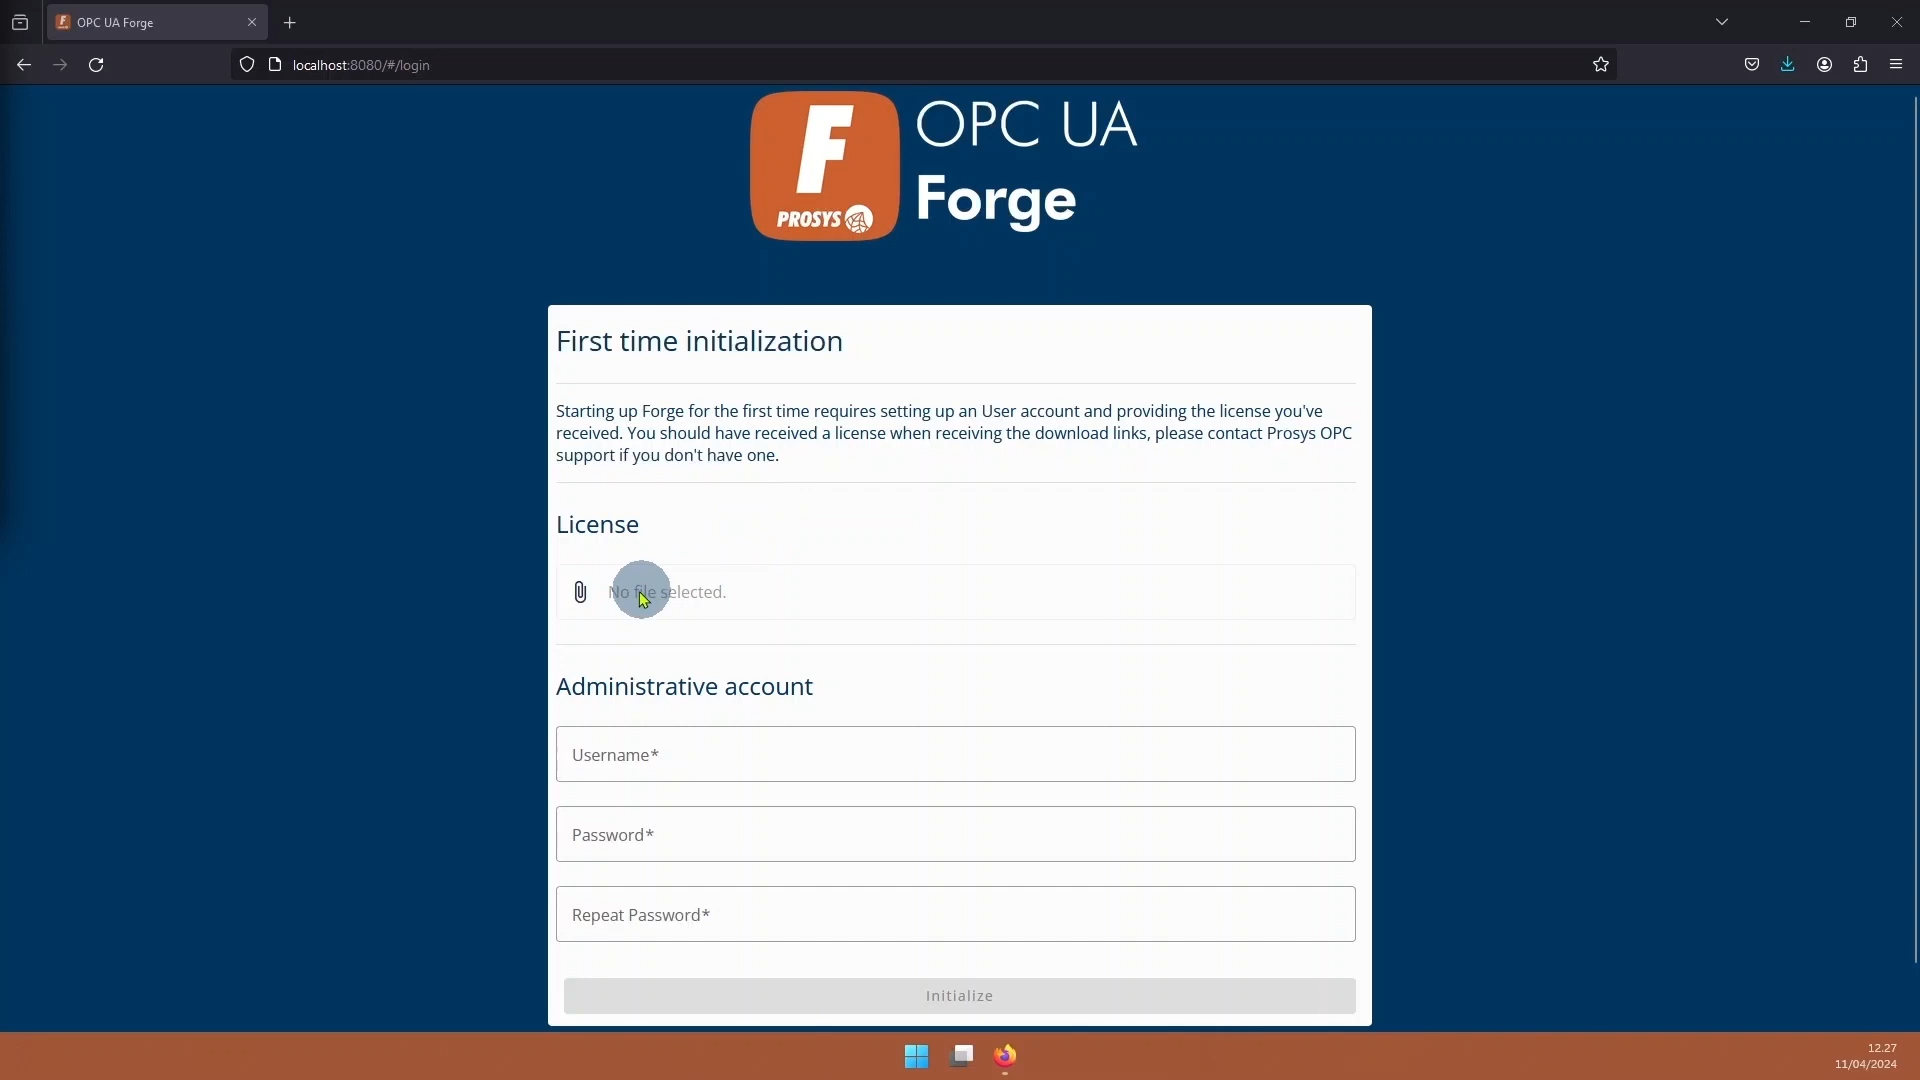 OPC UA Forge
localhost:8080/#/login
F
PROSYS
OPC UA
Forge
First time initialization
Starting up Forge for the first time requires setting up an User account and providing the license you've
received. You should have received a license when receiving the download links, please contact Prosys OPC
support if you don't have one.
License
No file selected.
Administrative account
Username*
Password*
Repeat Password*
Initialize
12.27
11/04/2024